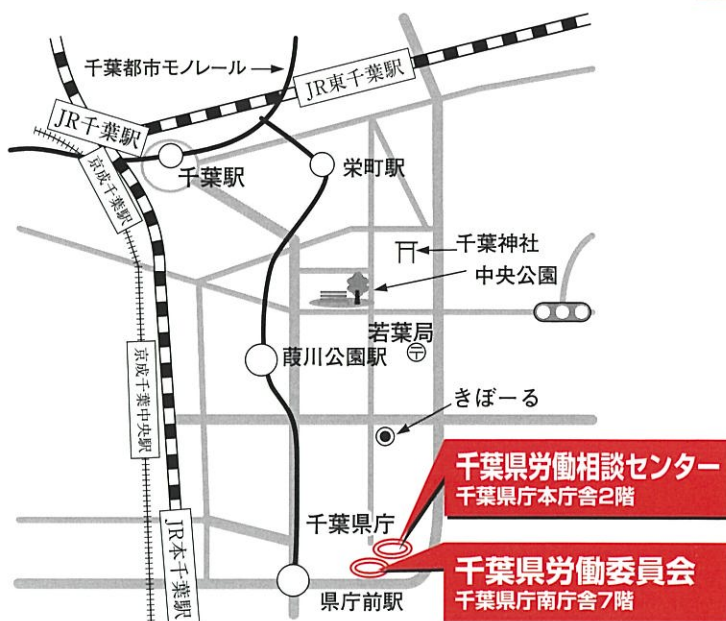 千葉都市モノレール
JR東千葉駅
JR千葉駅
京成千葉駅
千葉駅
栄町駅
千葉神社
中央公園
若葉局
葭川公園駅
京成千葉中央駅
きぼーる
千葉県労働相談センター
千葉県庁本庁舎2階
千葉県庁
JR本千葉駅
千葉県労働委員会
千葉県庁南庁舎7階
県庁前駅